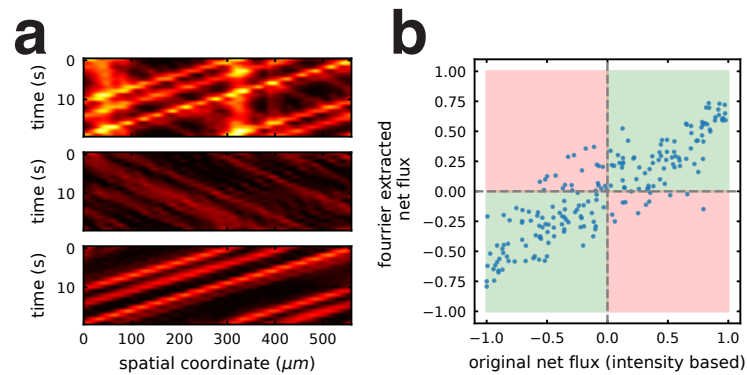 a
time (s)
0
10
time (s)
0
10
time (s)
0
10
0 100 200 300 400 500
spatial coordinate (μm)
b
fourrier extracted
net flux
1.00
0.75
0.50
0.25
0.00
−0.25
−0.50
−0.75
−1.00
−1.0 −0.5 0.0 0.5 1.0
original net flux (intensity based)